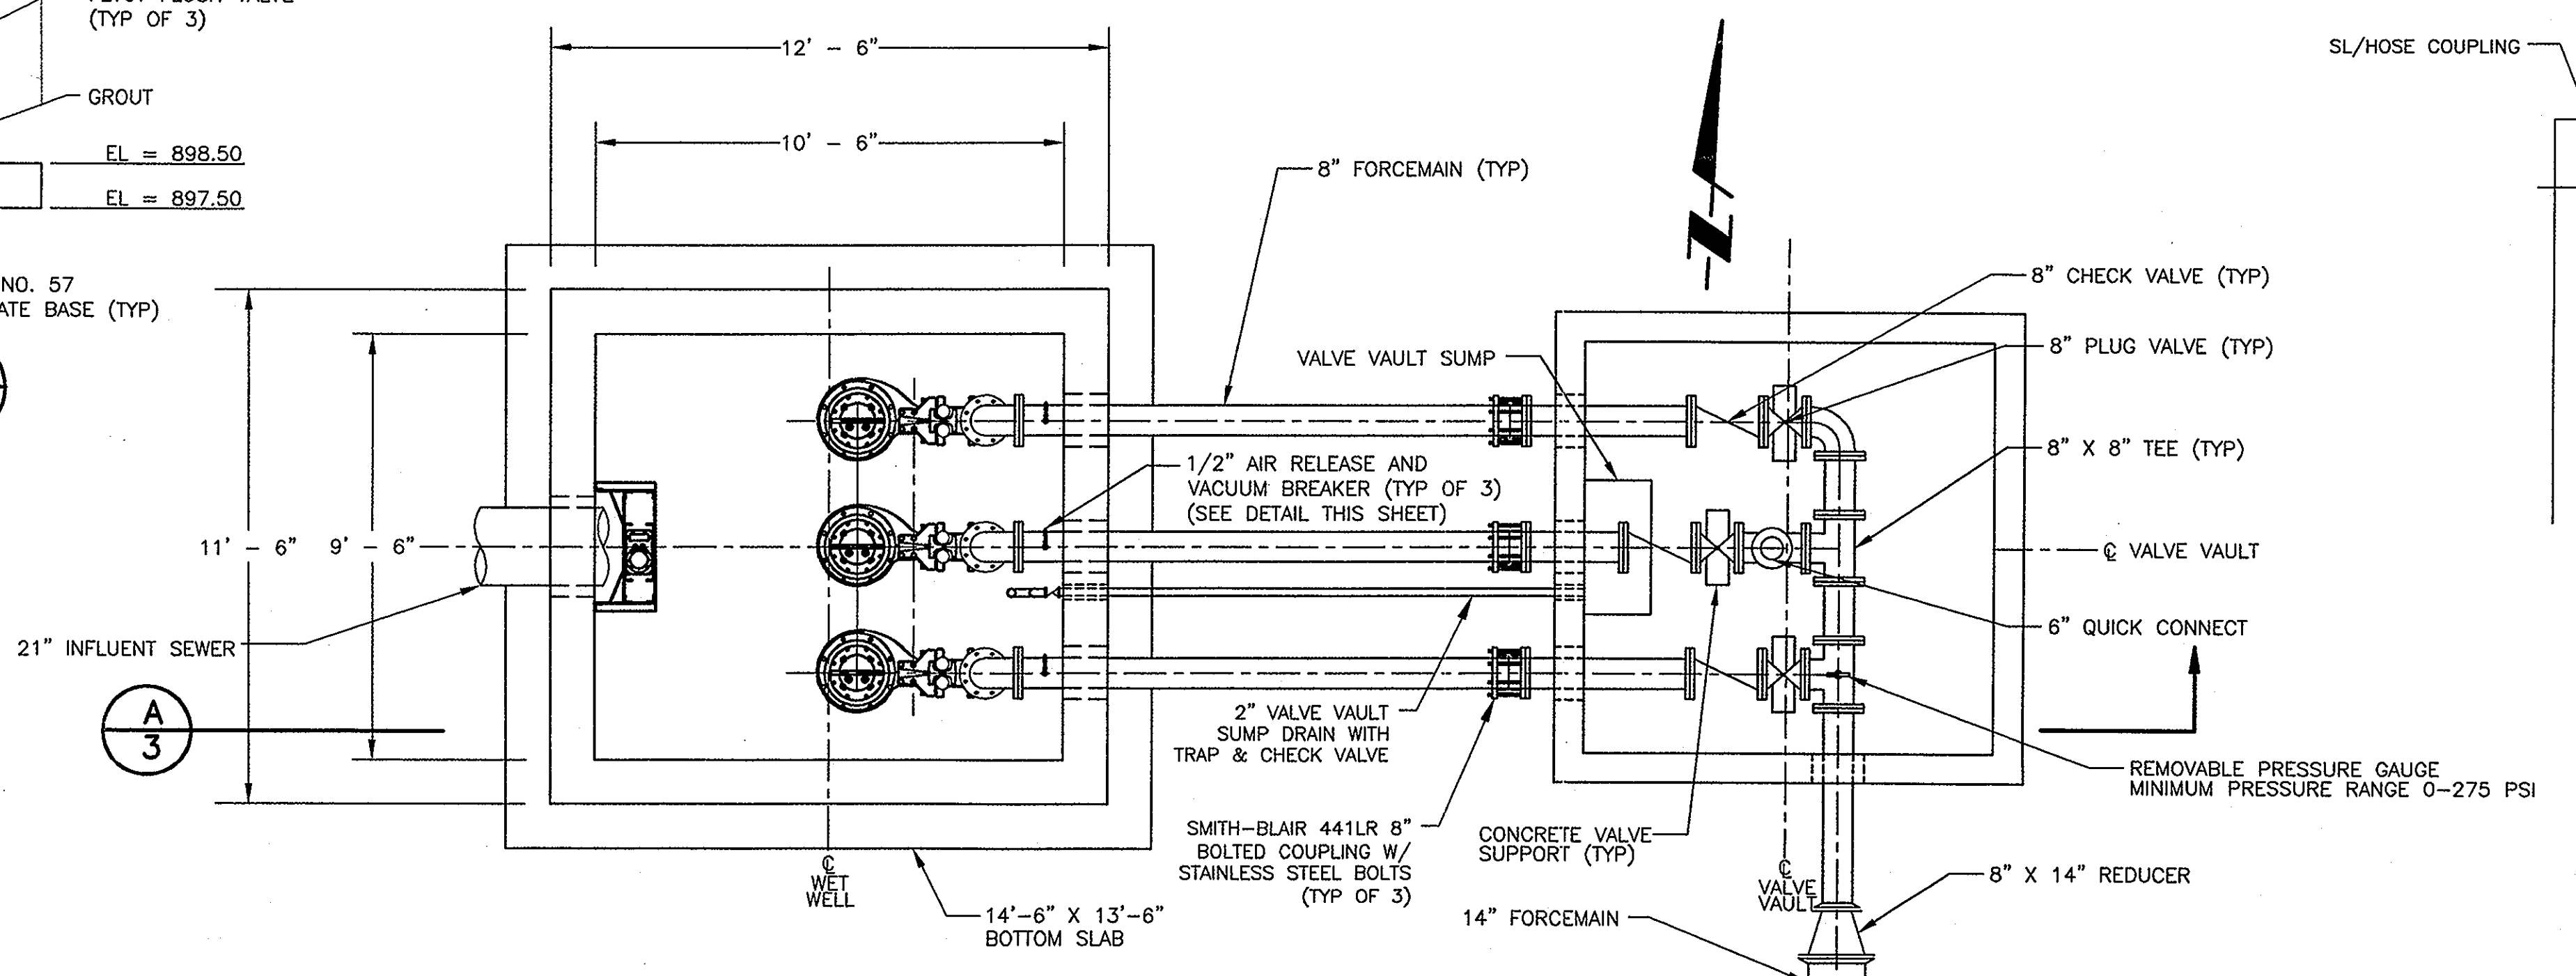 (TYP OF 3)
GROUT
EL = 898.50
EL = 897.50
NO. 57
ATE BASE (TYP)
12' - 6"
10' - 6"
11' - 6"
9' - 6"
21" INFLUENT SEWER
A
3
8" FORCEMAIN (TYP)
VALVE VAULT SUMP
1/2" AIR RELEASE AND
VACUUM BREAKER (TYP OF 3)
(SEE DETAIL THIS SHEET)
2" VALVE VAULT
SUMP DRAIN WITH
TRAP & CHECK VALVE
SMITH-BLAIR 441LR 8"
BOLTED COUPLING W/
STAINLESS STEEL BOLTS
(TYP OF 3)
℄
WET
WELL
14'-6" X 13'-6"
BOTTOM SLAB
Z
SL/HOSE COUPLING
8" CHECK VALVE (TYP)
8" PLUG VALVE (TYP)
8" X 8" TEE (TYP)
℄ VALVE VAULT
6" QUICK CONNECT
REMOVABLE PRESSURE GAUGE
MINIMUM PRESSURE RANGE 0-275 PSI
CONCRETE VALVE
SUPPORT (TYP)
℄
VALVE
VAULT
8" X 14" REDUCER
14" FORCEMAIN